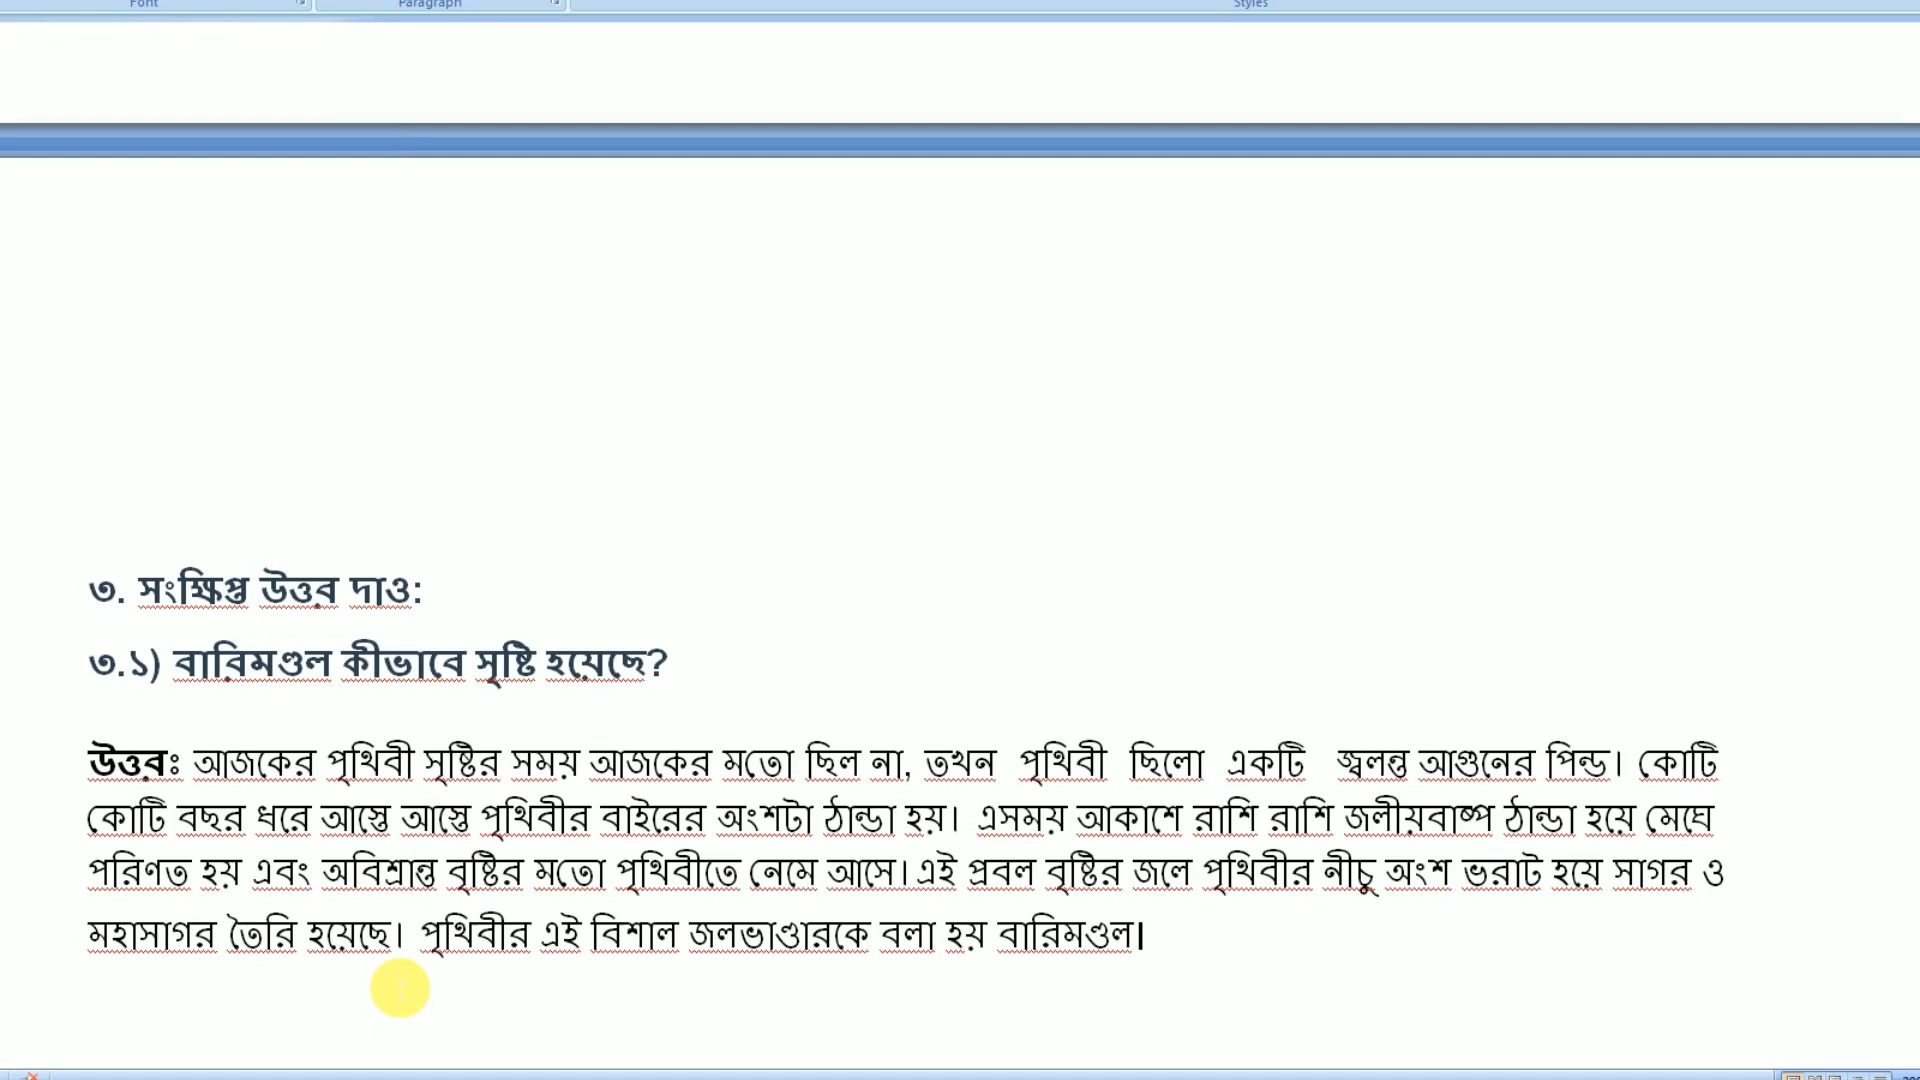 Font
Paragraph
Styles
৩. সংক্ষিপ্ত উত্তর দাও:
৩.১) বারিমণ্ডল কীভাবে সৃষ্টি হয়েছে?
উত্তরঃ আজকের পৃথিবী সৃষ্টির সময় আজকের মতো ছিল না, তখন পৃথিবী ছিলো একটি জ্বলন্ত আগুনের পিন্ড। কোটি
কোটি বছর ধরে আস্তে আস্তে পৃথিবীর বাইরের অংশটা ঠান্ডা হয়। এসময় আকাশে রাশি রাশি জলীয়বাষ্প ঠান্ডা হয়ে মেঘে
পরিণত হয় এবং অবিশ্রান্ত বৃষ্টির মতো পৃথিবীতে নেমে আসে। এই প্রবল বৃষ্টির জলে পৃথিবীর নীচু অংশ ভরাট হয়ে সাগর ও
মহাসাগর তৈরি হয়েছে। পৃথিবীর এই বিশাল জলভাণ্ডারকে বলা হয় বারিমণ্ডল।